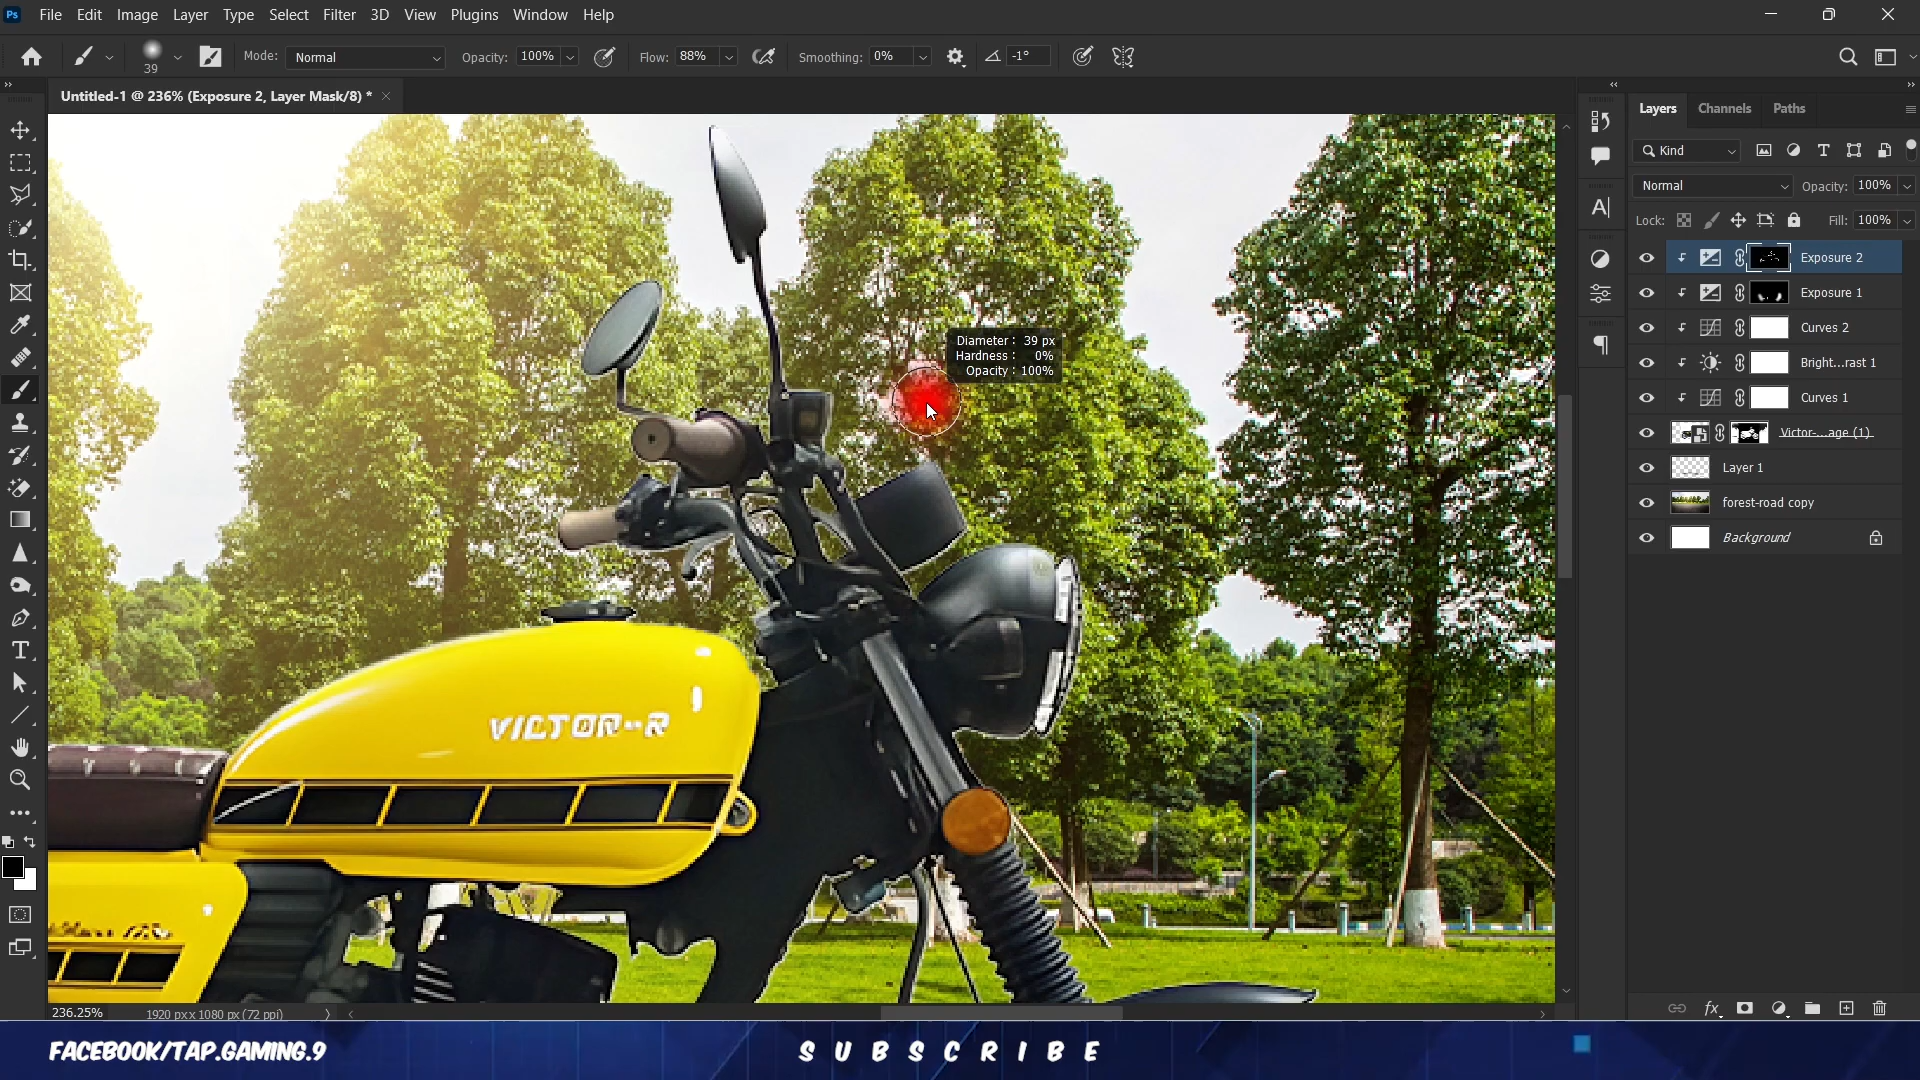 Ps File Edit Image Layer Type Select Filter 3D View Plugins Window Help
39 Mode: Normal Opacity: 100% Flow: 88% Smoothing: 0% -1°
Untitled-1 @ 236% (Exposure 2, Layer Mask/8) *
Layers Channels Paths
Kind
Normal Opacity: 100%
Lock: Fill: 100%
Exposure 2
Exposure 1
Curves 2
Bright...rast 1
Curves 1
Victor-...age (1)
Layer 1
forest-road copy
Background
Diameter: 39 px
Hardness: 0%
Opacity: 100%
VICTOR-R
236.25% 1920 px x 1080 px (72 ppi)
FACEBOOK/TAP.GAMING.9 SUBSCRIBE